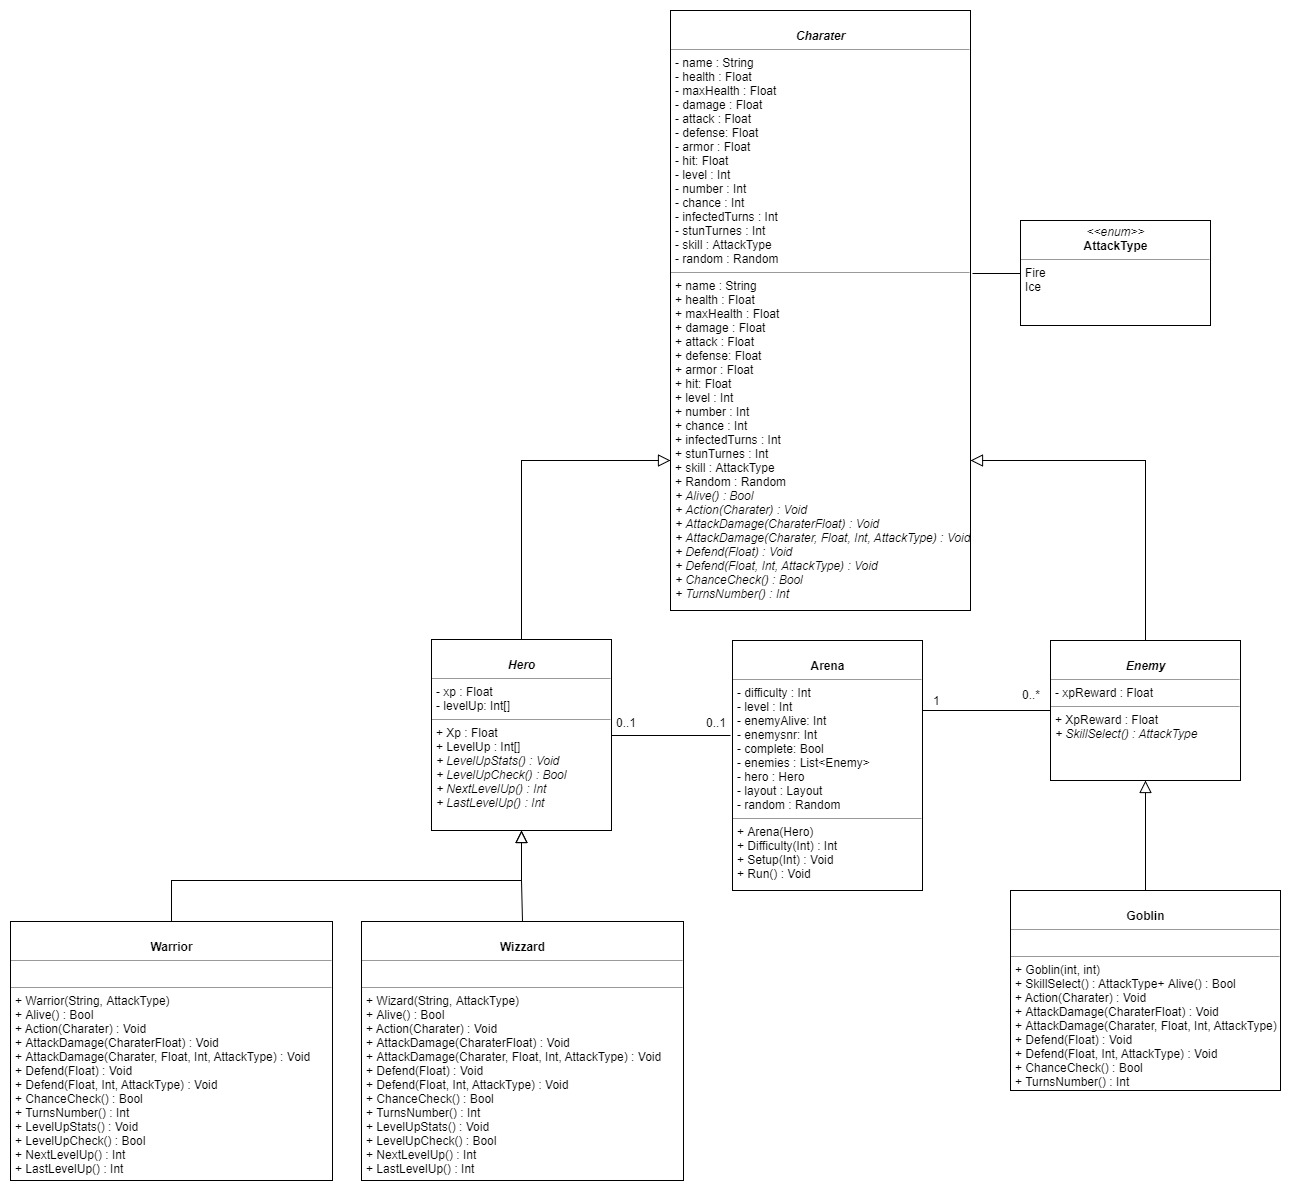 Charater
- name : String
- health : Float
- maxHealth : Float
- damage : Float
- attack : Float
- defense: Float
- armor : Float
- hit: Float
- level : Int
- number : Int
- chance : Int
- infectedTurns : Int
- stunTurnes : Int
- skill : AttackType
- random : Random
+ name : String
+ health : Float
+ maxHealth : Float
+ damage : Float
+ attack : Float
+ defense: Float
+ armor : Float
+ hit: Float
+ level : Int
+ number : Int
+ chance : Int
+ infectedTurns : Int
+ stunTurnes : Int
+ skill : AttackType
+ Random : Random
+ Alive() : Bool
+ Action(Charater) : Void
+ AttackDamage(CharaterFloat) : Void
+ AttackDamage(Charater, Float, Int, AttackType) : Void
+ Defend(Float) : Void
+ Defend(Float, Int, AttackType) : Void
+ ChanceCheck() : Bool
+ TurnsNumber() : Int
<<enum>>
AttackType
Fire
Ice
Hero
- xp : Float
- levelUp: Int[]
+ Xp : Float
+ LevelUp : Int[]
+ LevelUpStats() : Void
+ LevelUpCheck() : Bool
+ NextLevelUp() : Int
+ LastLevelUp() : Int
0..1
0..1
Arena
- difficulty : Int
- level : Int
- enemyAlive: Int
- enemysnr: Int
- complete: Bool
- enemies : List<Enemy>
- hero : Hero
- layout : Layout
- random : Random
+ Arena(Hero)
+ Difficulty(Int) : Int
+ Setup(Int) : Void
+ Run() : Void
1
0..*
Enemy
- xpReward : Float
+ XpReward : Float
+ SkillSelect() : AttackType
Warrior
+ Warrior(String, AttackType)
+ Alive() : Bool
+ Action(Charater) : Void
+ AttackDamage(CharaterFloat) : Void
+ AttackDamage(Charater, Float, Int, AttackType) : Void
+ Defend(Float) : Void
+ Defend(Float, Int, AttackType) : Void
+ ChanceCheck() : Bool
+ TurnsNumber() : Int
+ LevelUpStats() : Void
+ LevelUpCheck() : Bool
+ NextLevelUp() : Int
+ LastLevelUp() : Int
Wizzard
+ Wizard(String, AttackType)
+ Alive() : Bool
+ Action(Charater) : Void
+ AttackDamage(CharaterFloat) : Void
+ AttackDamage(Charater, Float, Int, AttackType) : Void
+ Defend(Float) : Void
+ Defend(Float, Int, AttackType) : Void
+ ChanceCheck() : Bool
+ TurnsNumber() : Int
+ LevelUpStats() : Void
+ LevelUpCheck() : Bool
+ NextLevelUp() : Int
+ LastLevelUp() : Int
Goblin
+ Goblin(int, int)
+ SkillSelect() : AttackType+ Alive() : Bool
+ Action(Charater) : Void
+ AttackDamage(CharaterFloat) : Void
+ AttackDamage(Charater, Float, Int, AttackType)
+ Defend(Float) : Void
+ Defend(Float, Int, AttackType) : Void
+ ChanceCheck() : Bool
+ TurnsNumber() : Int